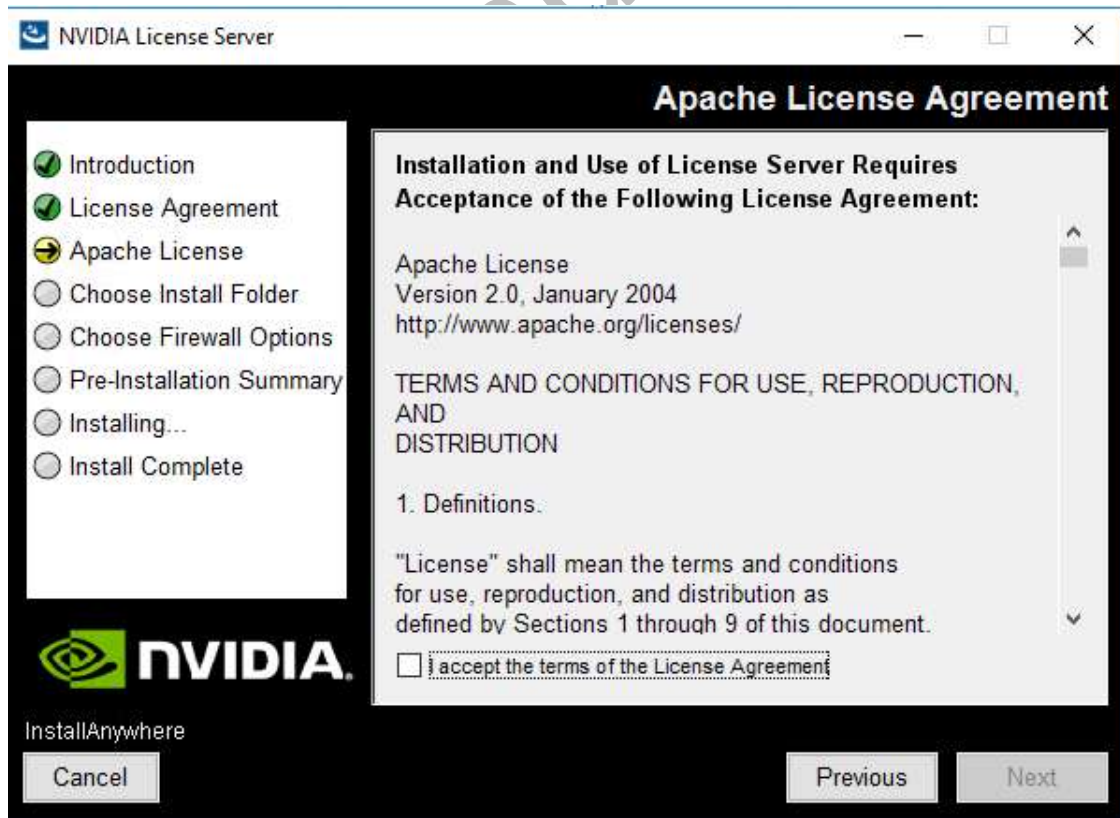 NVIDIA License Server
Apache License Agreement
Introduction
License Agreement
Apache License
Choose Install Folder
Choose Firewall Options
Pre-Installation Summary
Installing...
Install Complete
Installation and Use of License Server Requires
Acceptance of the Following License Agreement:
Apache License
Version 2.0, January 2004
http://www.apache.org/licenses/
TERMS AND CONDITIONS FOR USE, REPRODUCTION,
AND
DISTRIBUTION
1. Definitions.
"License" shall mean the terms and conditions
for use, reproduction, and distribution as
defined by Sections 1 through 9 of this document.
I accept the terms of the License Agreement
NVIDIA.
InstallAnywhere
Cancel
Previous
Next